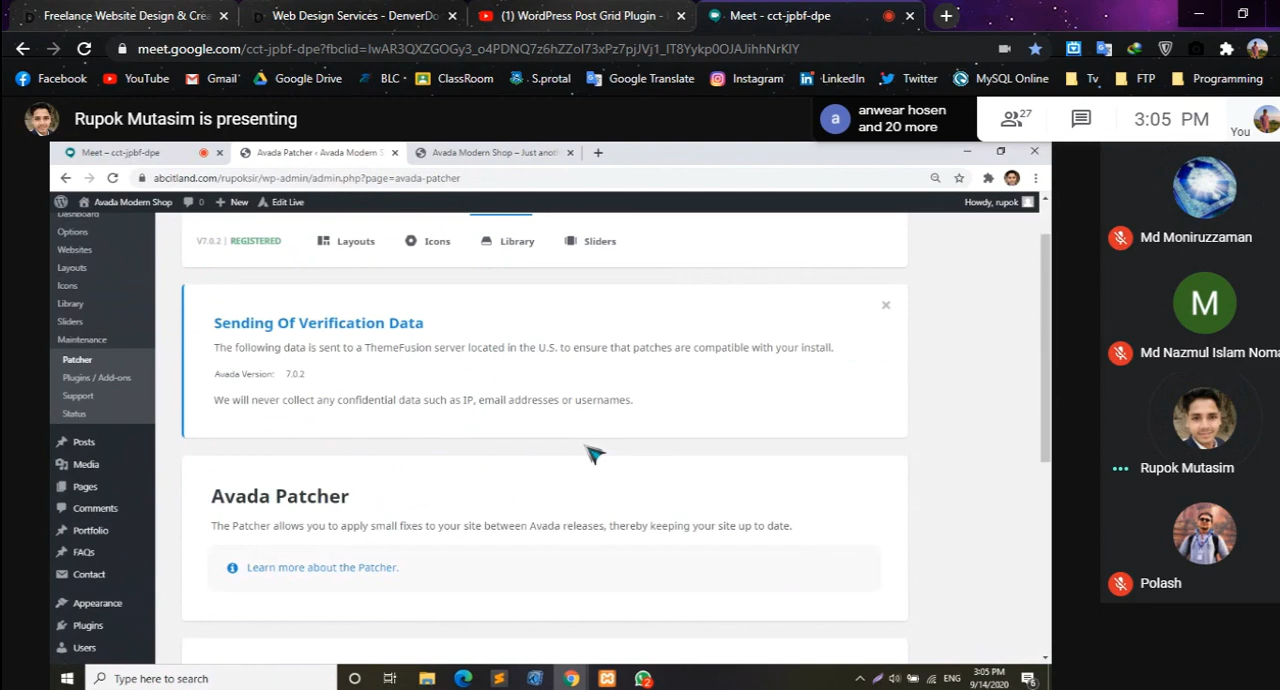 Freelance Website Design & Crea
Web Design Services - DenverDo
(1) WordPress Post Grid Plugin -
Meet - cct-jpbf-dpe
meet.google.com/cct-jpbf-dpe?fbclid=IwAR3QXZGOGy3_o4PDNQ7z6hZZoI73xPz7pjJVj1_IT8Yykp0OJAJihhNrKIY
Facebook
YouTube
Gmail
Google Drive
BLC
ClassRoom
S.protal
Google Translate
Instagram
LinkedIn
Twitter
MySQL Online
Tv
FTP
Programming
Rupok Mutasim is presenting
a
anwear hosen
and 20 more
27
3:05 PM
You
Meet – cct-jpbf-dpe
Avada Patcher ‹ Avada Modern S
Avada Modern Shop – Just anot
abcitland.com/rupoksir/wp-admin/admin.php?page=avada-patcher
Avada Modern Shop
0
New
Edit Live
Howdy, rupok
Dashboard
Options
Websites
Layouts
Icons
Library
Sliders
Maintenance
Patcher
Plugins / Add-ons
Support
Status
Posts
Media
Pages
Comments
Portfolio
FAQs
Contact
Appearance
Plugins
Users
V7.0.2 | REGISTERED
Layouts
Icons
Library
Sliders
Sending Of Verification Data
The following data is sent to a ThemeFusion server located in the U.S. to ensure that patches are compatible with your install.
Avada Version: 7.0.2
We will never collect any confidential data such as IP, email addresses or usernames.
Avada Patcher
The Patcher allows you to apply small fixes to your site between Avada releases, thereby keeping your site up to date.
Learn more about the Patcher.
Md Moniruzzaman
M
Md Nazmul Islam Noma
Rupok Mutasim
Polash
Type here to search
2
ENG
3:05 PM
9/14/2020
6